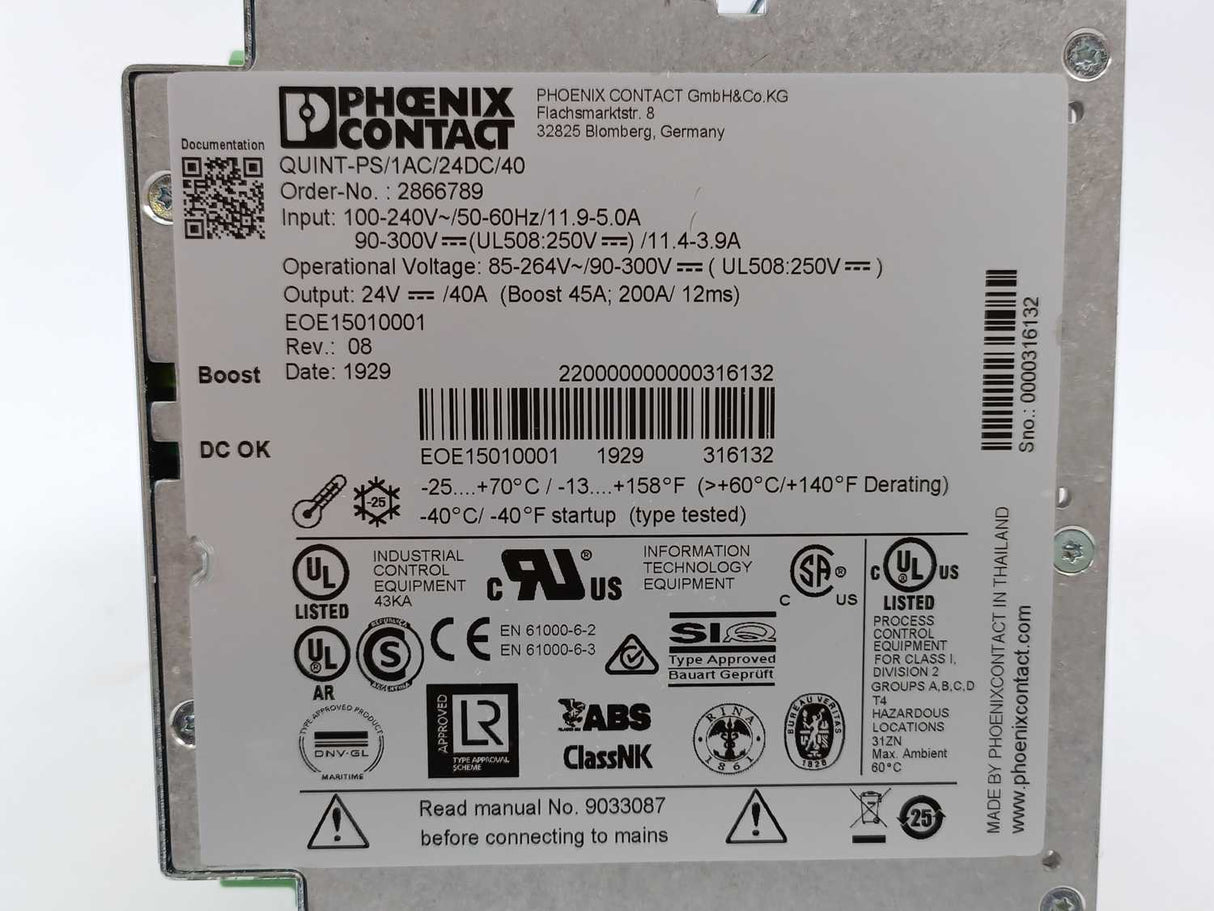 PHOENIX
CONTACT
PHOENIX CONTACT GmbH&Co.KG
Flachsmarktstr. 8
32825 Blomberg, Germany
Documentation
QUINT-PS/1AC/24DC/40
Order-No. : 2866789
Input: 100-240V~/50-60Hz/11.9-5.0A
90-300V⎓(UL508:250V⎓) /11.4-3.9A
Operational Voltage: 85-264V~/90-300V⎓ ( UL508:250V⎓ )
Output: 24V ⎓ /40A (Boost 45A; 200A/ 12ms)
EOE15010001
Rev.: 08
Date: 1929
Boost
DC OK
220000000000316132
EOE15010001 1929 316132
Sno.: 0000316132
-25
-25....+70°C / -13....+158°F (>+60°C/+140°F Derating)
-40°C/ -40°F startup (type tested)
UL
LISTED
INDUSTRIAL
CONTROL
EQUIPMENT
43KA
c RU ® US
INFORMATION
TECHNOLOGY
EQUIPMENT
C SA ® US
C UL US
LISTED
PROCESS
CONTROL
EQUIPMENT
FOR CLASS I,
DIVISION 2
GROUPS A,B,C,D
T4
HAZARDOUS
LOCATIONS
31ZN
Max. Ambient
60°C
UL
AR
REPUBLICA
S
ARGENTINA
CE
EN 61000-6-2
EN 61000-6-3
SIQ
Type Approved
Bauart Geprüft
TYPE APPROVED PRODUCT
DNV·GL
MARITIME
APPROVED
LR
TYPE APPROVAL
SCHEME
ABS
ClassNK
RINA
1861
BUREAU VERITAS
1828
Read manual No. 9033087
before connecting to mains
25
MADE BY PHOENIXCONTACT IN THAILAND
www.phoenixcontact.com